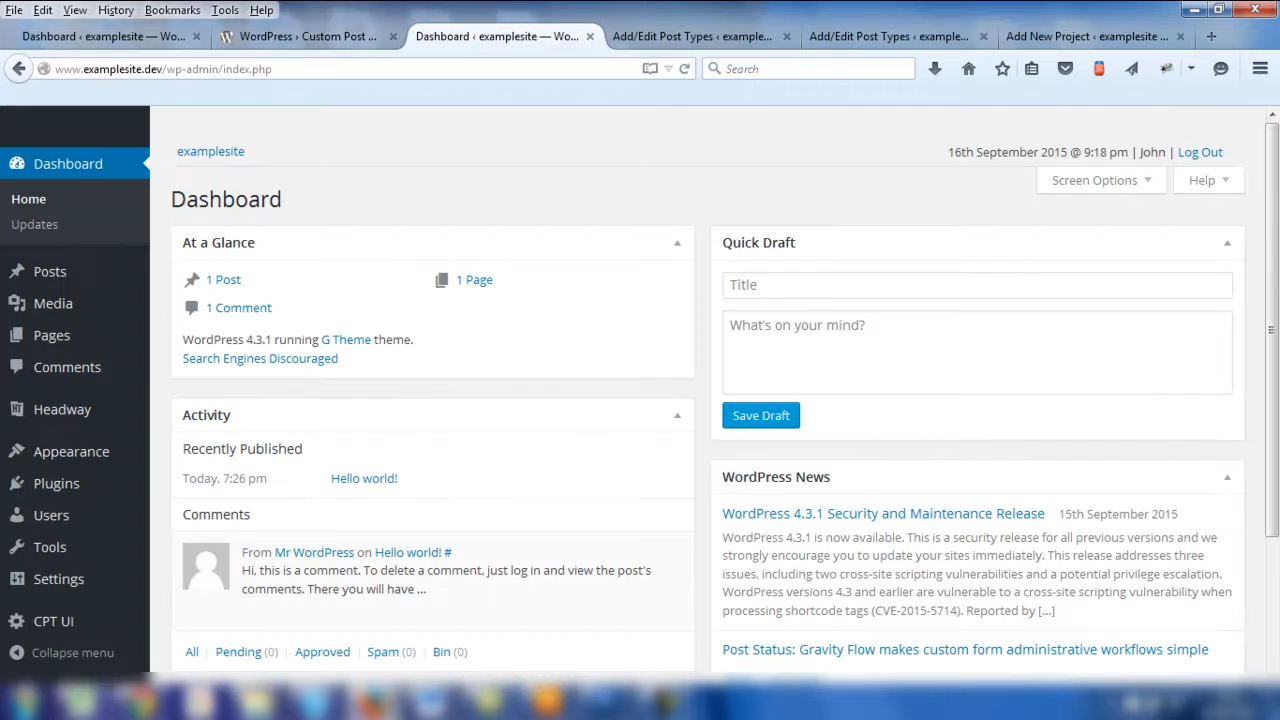 File Edit View History Bookmarks Tools Help
Dashboard ‹ examplesite — Wo... WordPress › Custom Post ... Dashboard ‹ examplesite — Wo... Add/Edit Post Types ‹ example... Add/Edit Post Types ‹ example... Add New Project ‹ examplesite ...
www.examplesite.dev/wp-admin/index.php
Search
examplesite
16th September 2015 @ 9:18 pm | John | Log Out
Screen Options
Help
Dashboard
Home
Updates
Posts
Media
Pages
Comments
Headway
Appearance
Plugins
Users
Tools
Settings
CPT UI
Collapse menu
Dashboard
At a Glance
1 Post
1 Page
1 Comment
WordPress 4.3.1 running G Theme theme.
Search Engines Discouraged
Activity
Recently Published
Today, 7:26 pm Hello world!
Comments
From Mr WordPress on Hello world! #
Hi, this is a comment. To delete a comment, just log in and view the post's
comments. There you will have ...
All | Pending (0) | Approved | Spam (0) | Bin (0)
Quick Draft
Title
What's on your mind?
Save Draft
WordPress News
WordPress 4.3.1 Security and Maintenance Release 15th September 2015
WordPress 4.3.1 is now available. This is a security release for all previous versions and we
strongly encourage you to update your sites immediately. This release addresses three
issues, including two cross-site scripting vulnerabilities and a potential privilege escalation.
WordPress versions 4.3 and earlier are vulnerable to a cross-site scripting vulnerability when
processing shortcode tags (CVE-2015-5714). Reported by [...]
Post Status: Gravity Flow makes custom form administrative workflows simple